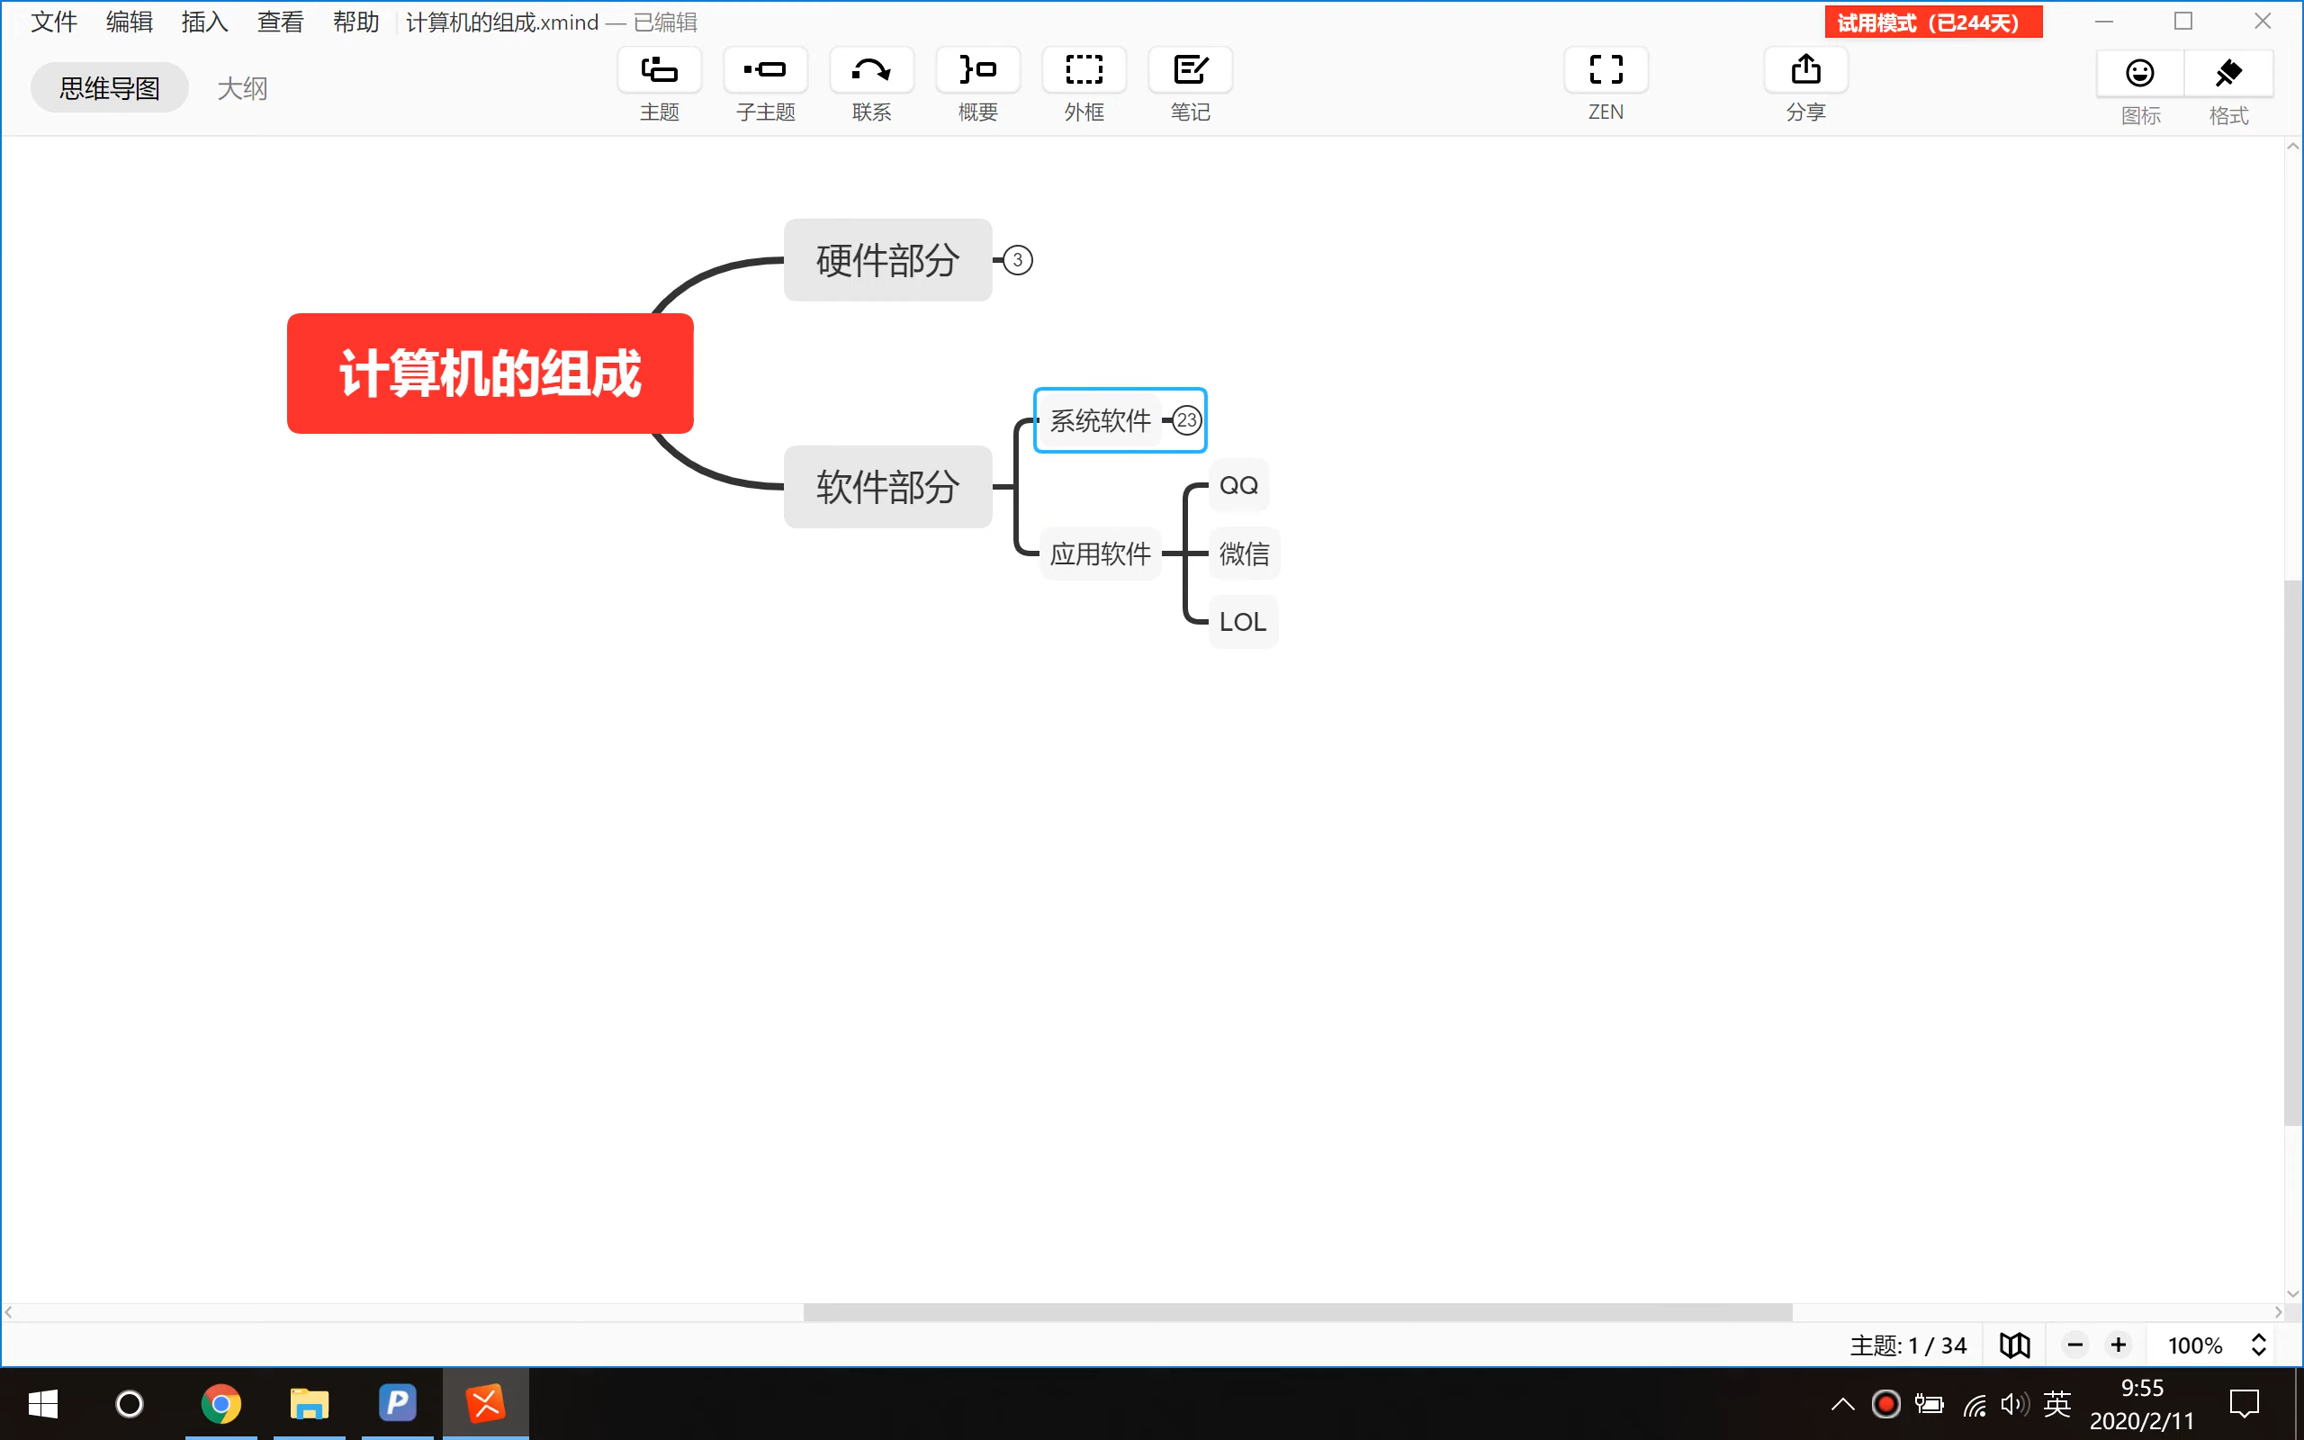 文件 编辑 插入 查看 帮助 计算机的组成.xmind — 已编辑 试用模式（已244天）
思维导图 大纲
主题 子主题 联系 概要 外框 笔记 ZEN 分享 图标 格式
硬件部分 3
计算机的组成
系统软件 23
软件部分
QQ
应用软件 微信
LOL
主题: 1 / 34 100%
英 9:55
2020/2/11